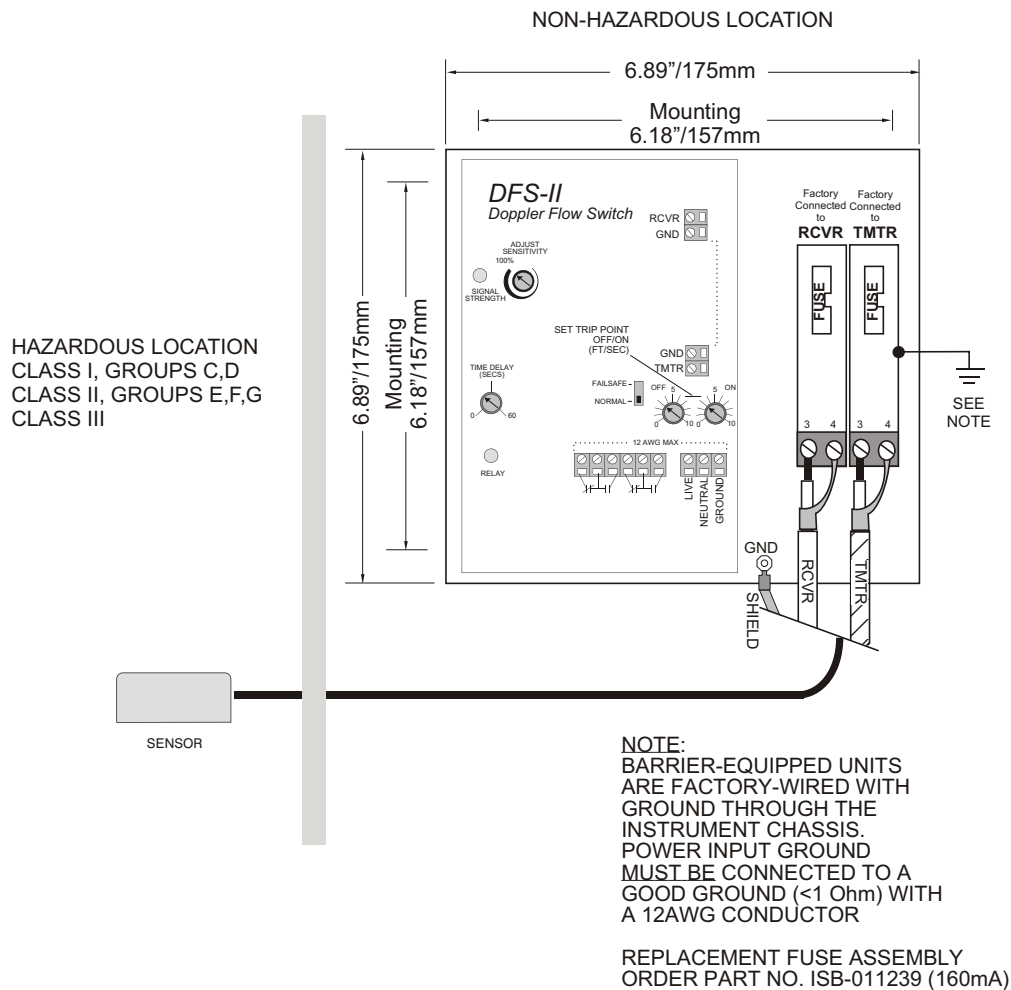 NON-HAZARDOUS LOCATION
6.89”/175mm
Mounting
6.18”/157mm
6.89”/175mm
Mounting
6.18”/157mm
HAZARDOUS LOCATION
CLASS I, GROUPS C,D
CLASS II, GROUPS E,F,G
CLASS III
DFS-II
Doppler Flow Switch
ADJUST
SENSITIVITY
100%
SIGNAL
STRENGTH
RCVR
GND
SET TRIP POINT
OFF/ON
(FT/SEC)
GND
TMTR
TIME DELAY
(SECS)
0 60
RELAY
FAILSAFE
NORMAL
OFF 5
0 10
5 ON
0 10
12 AWG MAX
LIVE
NEUTRAL
GROUND
Factory
Connected
to
RCVR
Factory
Connected
to
TMTR
FUSE
FUSE
3 4
3 4
SEE
NOTE
GND
SHIELD
RCVR
TMTR
SENSOR
NOTE:
BARRIER-EQUIPPED UNITS
ARE FACTORY-WIRED WITH
GROUND THROUGH THE
INSTRUMENT CHASSIS.
POWER INPUT GROUND
MUST BE CONNECTED TO A
GOOD GROUND (<1 Ohm) WITH
A 12AWG CONDUCTOR
REPLACEMENT FUSE ASSEMBLY
ORDER PART NO. ISB-011239 (160mA)